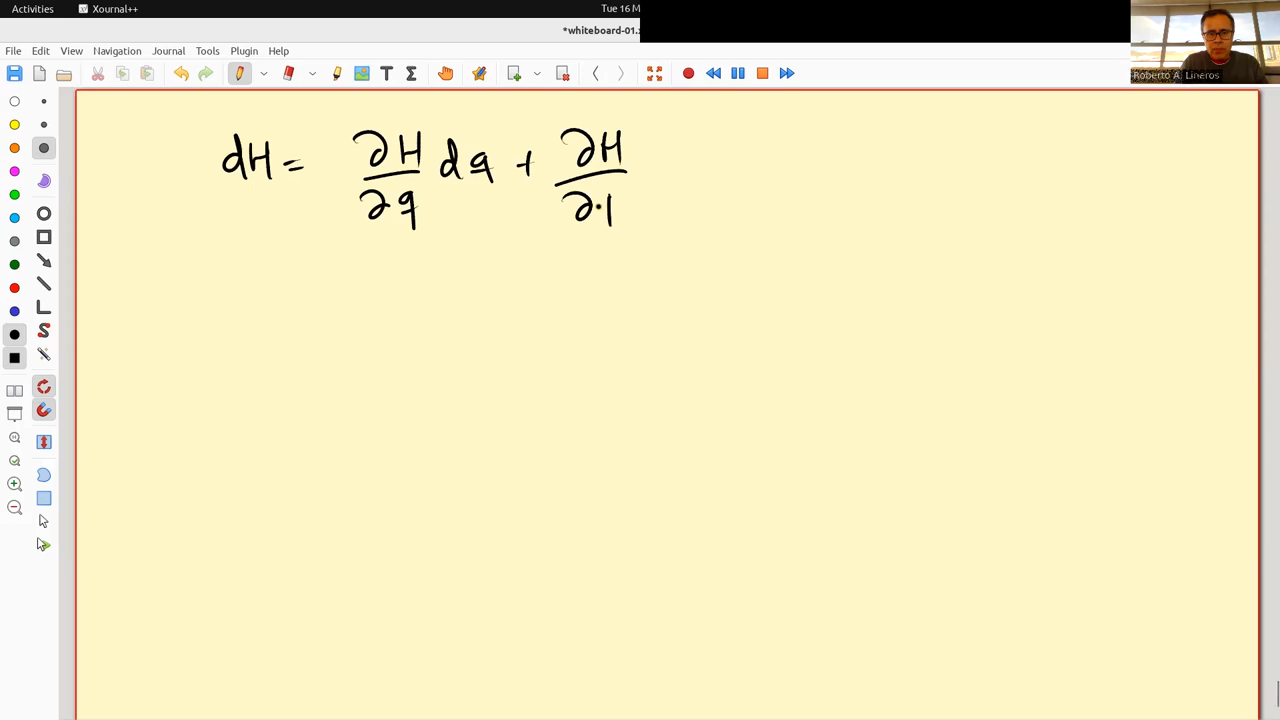 Activities Xournal++ Tue 16 M
*whiteboard-01.
File Edit View Navigation Journal Tools Plugin Help
Roberto A. Lineros
dH = ∂H/∂q dq + ∂H/∂